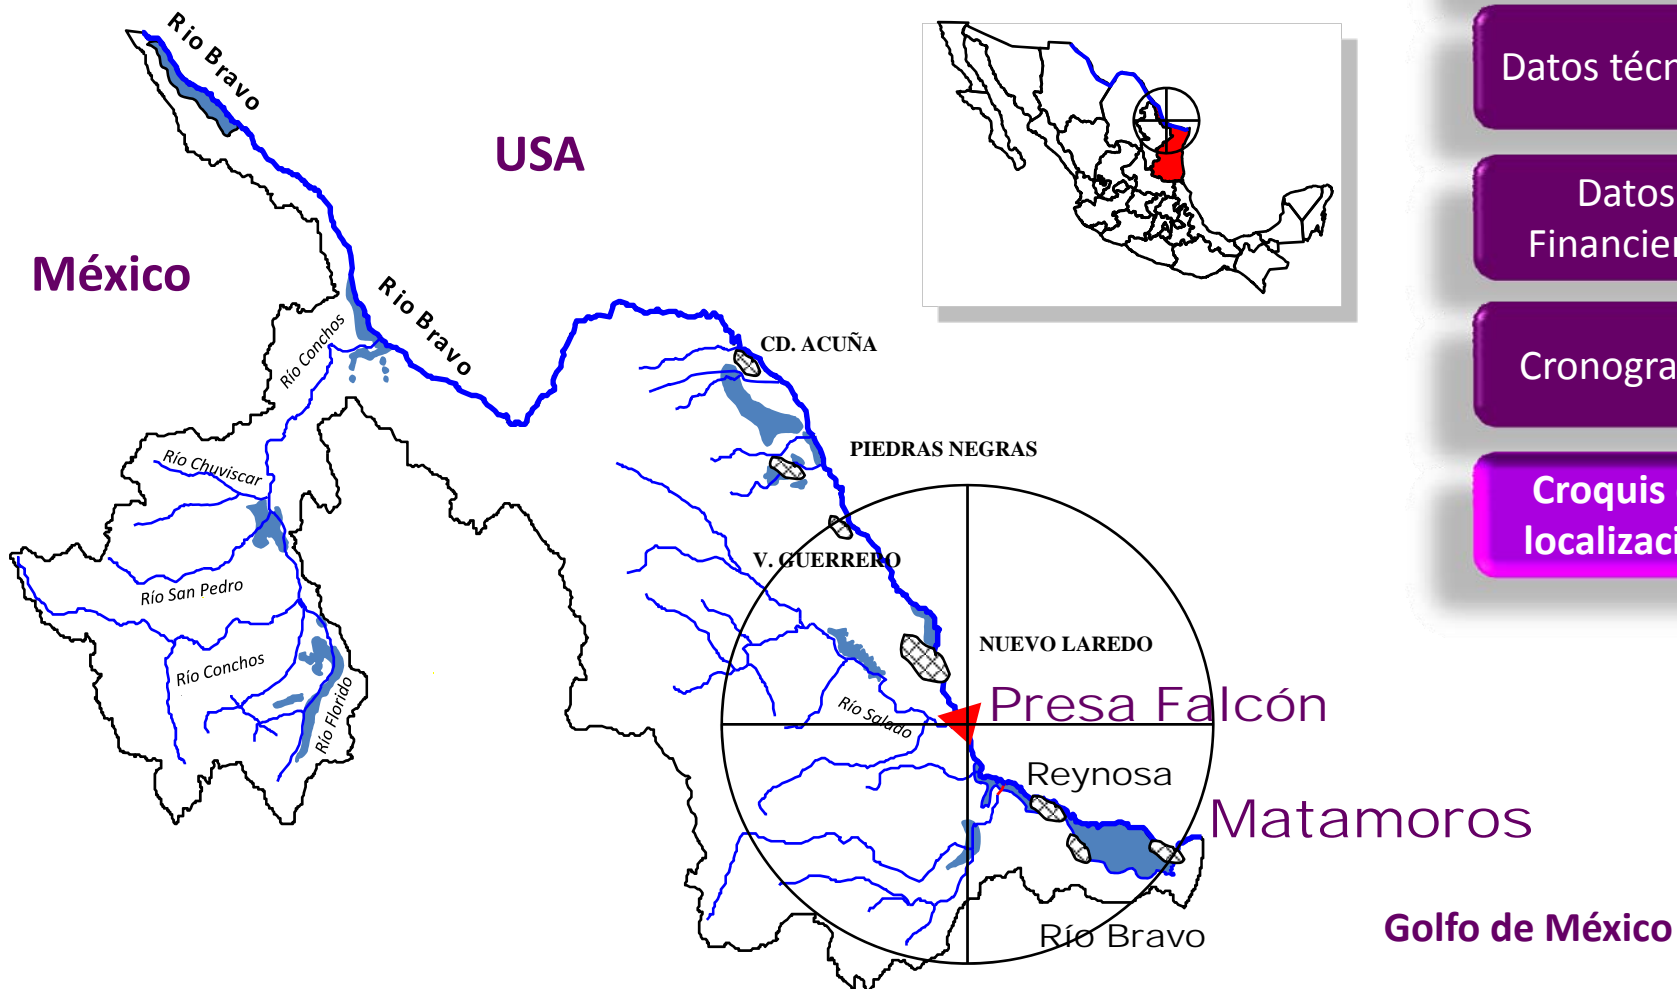 Río Bravo
USA
México
Río Bravo
Río Conchos
CD. ACUÑA
PIEDRAS NEGRAS
Río Chuviscar
V. GUERRERO
Río San Pedro
NUEVO LAREDO
Río Conchos
Río Florido
Río Salado
Presa Falcón
Reynosa
Matamoros
Río Bravo
Golfo de México
Datos técn
Datos
Financier
Cronogra
Croquis
localizaci